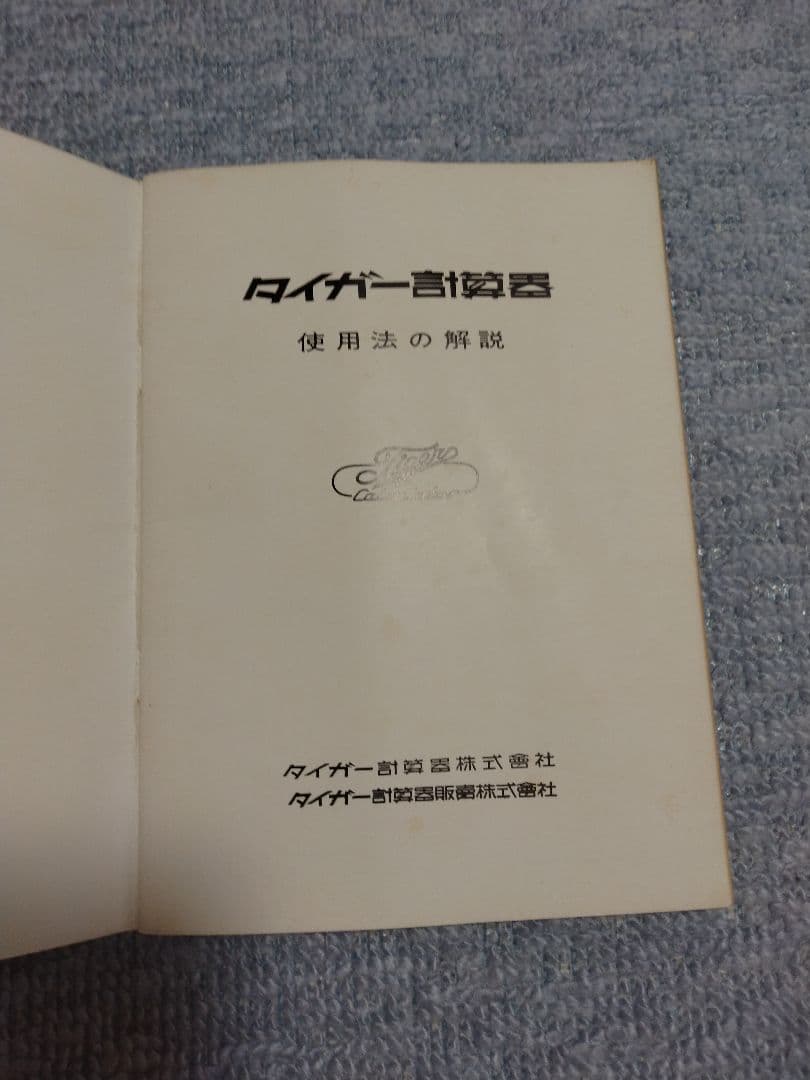 タイガー計算器
使用法の解説
Tiger
タイガー計算器株式會社
タイガー計算器販賣株式會社